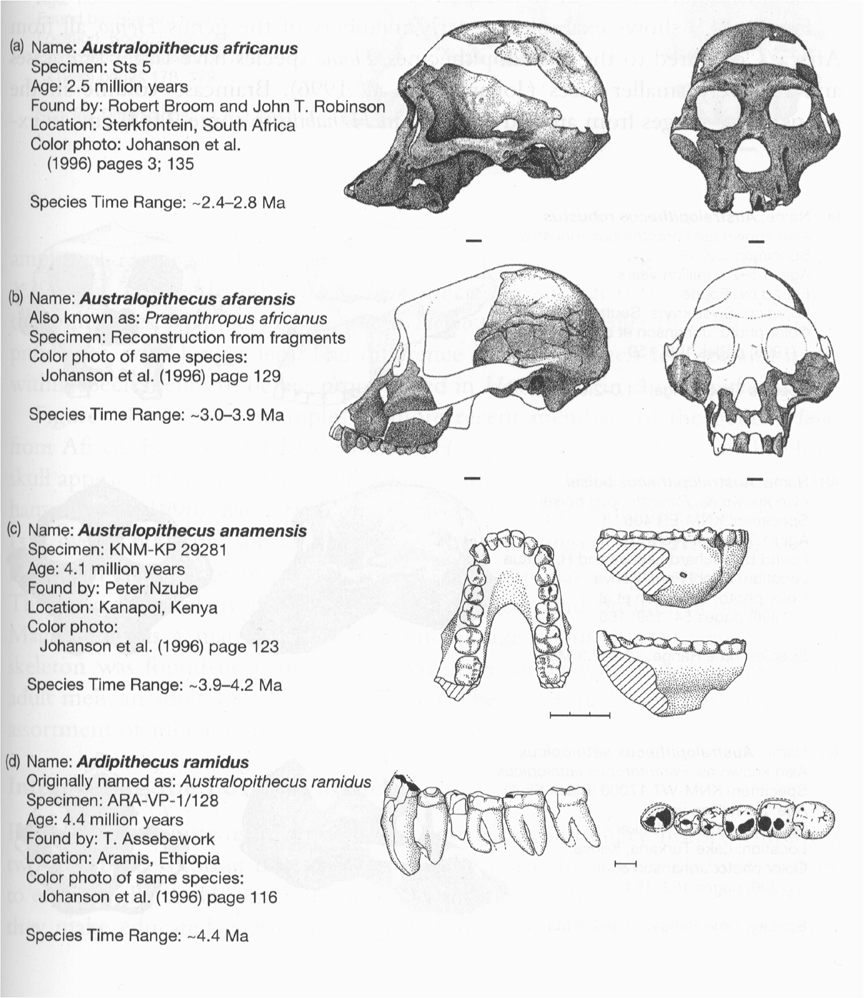 (a) Name: Australopithecus africanus
Specimen: Sts 5
Age: 2.5 million years
Found by: Robert Broom and John T. Robinson
Location: Sterkfontein, South Africa
Color photo: Johanson et al.
(1996) pages 3; 135
Species Time Range: ~2.4–2.8 Ma
(b) Name: Australopithecus afarensis
Also known as: Praeanthropus africanus
Specimen: Reconstruction from fragments
Color photo of same species:
Johanson et al. (1996) page 129
Species Time Range: ~3.0–3.9 Ma
(c) Name: Australopithecus anamensis
Specimen: KNM-KP 29281
Age: 4.1 million years
Found by: Peter Nzube
Location: Kanapoi, Kenya
Color photo:
Johanson et al. (1996) page 123
Species Time Range: ~3.9–4.2 Ma
(d) Name: Ardipithecus ramidus
Originally named as: Australopithecus ramidus
Specimen: ARA-VP-1/128
Age: 4.4 million years
Found by: T. Assebework
Location: Aramis, Ethiopia
Color photo of same species:
Johanson et al. (1996) page 116
Species Time Range: ~4.4 Ma